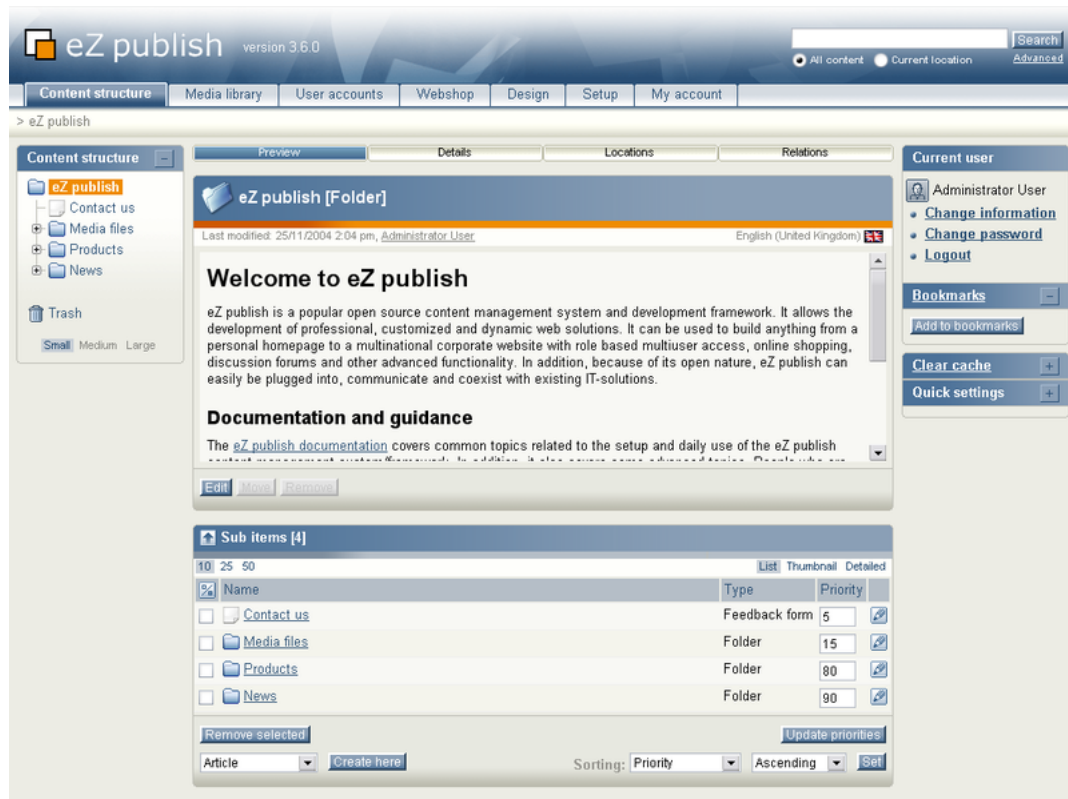 eZ publish version 3.6.0
Search
All content Current location Advanced
Content structure Media library User accounts Webshop Design Setup My account
> eZ publish
Content structure
eZ publish
Contact us
Media files
Products
News
Trash
Small Medium Large
Preview Details Locations Relations
eZ publish [Folder]
Last modified: 25/11/2004 2:04 pm, Administrator User English (United Kingdom)
Welcome to eZ publish
eZ publish is a popular open source content management system and development framework. It allows the
development of professional, customized and dynamic web solutions. It can be used to build anything from a
personal homepage to a multinational corporate website with role based multiuser access, online shopping,
discussion forums and other advanced functionality. In addition, because of its open nature, eZ publish can
easily be plugged into, communicate and coexist with existing IT-solutions.
Documentation and guidance
The eZ publish documentation covers common topics related to the setup and daily use of the eZ publish
Edit Move Remove
Sub items [4]
10 25 50 List Thumbnail Detailed
Name Type Priority
Contact us Feedback form 5
Media files Folder 15
Products Folder 80
News Folder 90
Remove selected Update priorities
Article Create here Sorting: Priority Ascending Set
Current user
Administrator User
Change information
Change password
Logout
Bookmarks
Add to bookmarks
Clear cache
Quick settings